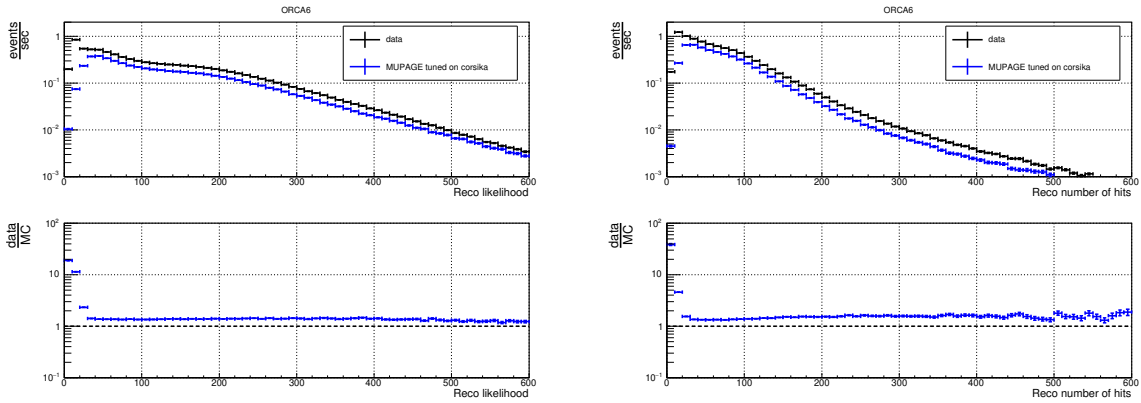 ORCA6
events
sec
1
10⁻¹
10⁻²
10⁻³
data
MUPAGE tuned on corsika
0 100 200 300 400 500 600
Reco likelihood
data
MC
10²
10
1
10⁻¹
0 100 200 300 400 500 600
Reco likelihood
ORCA6
events
sec
1
10⁻¹
10⁻²
10⁻³
data
MUPAGE tuned on corsika
0 100 200 300 400 500 600
Reco number of hits
data
MC
10²
10
1
10⁻¹
0 100 200 300 400 500 600
Reco number of hits